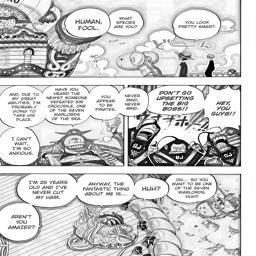 YOU LOOK
PRETTY SMART.
WHAT
SPECIES
ARE YOU?
HUMAN,
FOOL.
HEY,
YOU!!
DON'T GO
UPSETTING
THE BIG
BOSS!!
NEVER
MIND,
NEVER
MIND.
YOU
APPEAR
TO BE
PIRATES.
HAVE YOU
HEARD THE
NEWS? SOMEONE
DEFEATED SIR
CROCODILE, ONE
OF THE SEVEN
WARLORDS
OF THE SEA.
AND, DUE TO
MY GREAT
ABILITIES, I'M
PROBABLY
GOING TO
TAKE HIS
PLACE.
I CAN'T
WAIT,
I'M SO
ANXIOUS.
SO YOU
WANT TO BE
ONE OF THE
SEVEN
WARLORDS,
HUH?
HUH?
ANYWAY, THE
FANTASTIC THING
ABOUT ME IS...
I'M 25 YEARS
OLD AND I'VE
NEVER CUT
MY HAIR.
AREN'T
YOU
AMAZED?